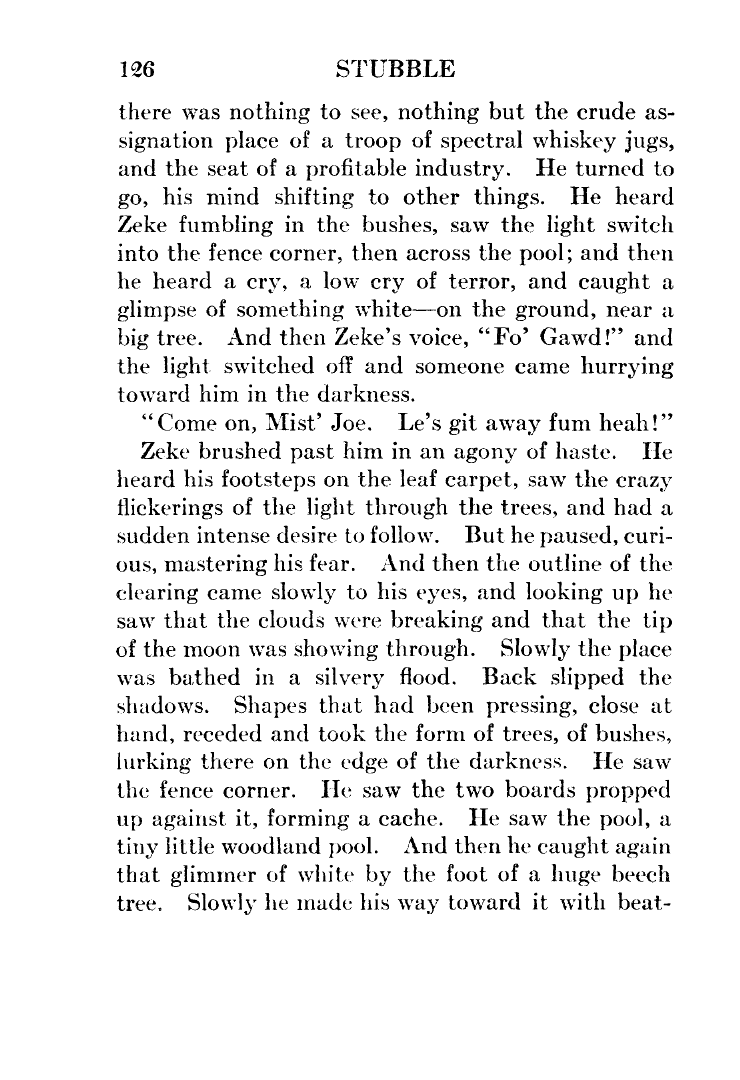 126 STUBBLE
there was nothing to see, nothing but the crude as-
signation place of a troop of spectral whiskey jugs,
and the seat of a profitable industry. He turned to
go, his mind shifting to other things. He heard
Zeke fumbling in the bushes, saw the light switch
into the fence corner, then across the pool; and then
he heard a cry, a low cry of terror, and caught a
glimpse of something white—on the ground, near a
big tree. And then Zeke's voice, "Fo' Gawd!" and
the light switched off and someone came hurrying
toward him in the darkness.
"Come on, Mist' Joe. Le's git away fum heah!"
Zeke brushed past him in an agony of haste. He
heard his footsteps on the leaf carpet, saw the crazy
flickerings of the light through the trees, and had a
sudden intense desire to follow. But he paused, curi-
ous, mastering his fear. And then the outline of the
clearing came slowly to his eyes, and looking up he
saw that the clouds were breaking and that the tip
of the moon was showing through. Slowly the place
was bathed in a silvery flood. Back slipped the
shadows. Shapes that had been pressing, close at
hand, receded and took the form of trees, of bushes,
lurking there on the edge of the darkness. He saw
the fence corner. He saw the two boards propped
up against it, forming a cache. He saw the pool, a
tiny little woodland pool. And then he caught again
that glimmer of white by the foot of a huge beech
tree. Slowly he made his way toward it with beat-